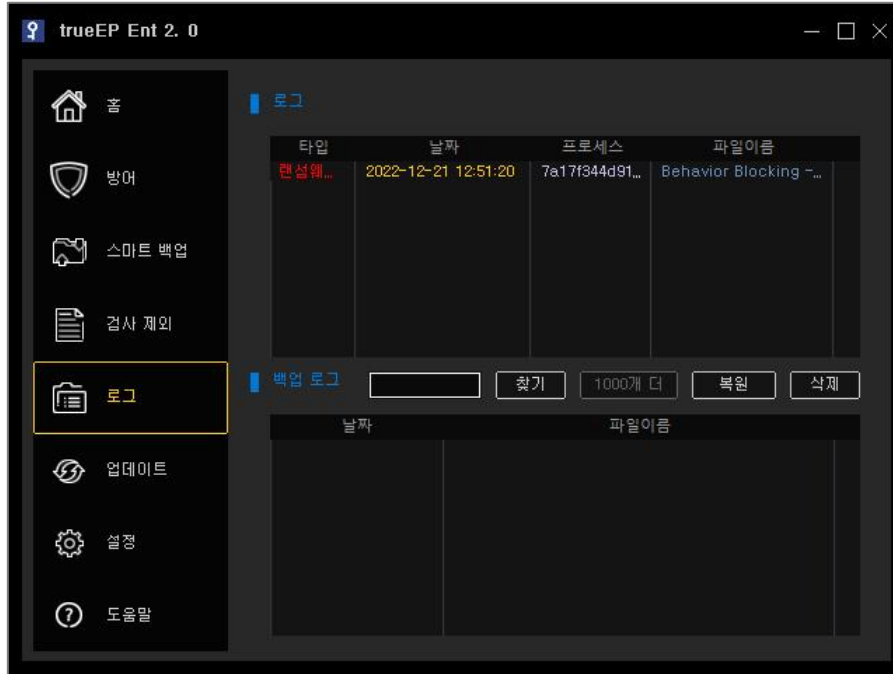 trueEP Ent 2. 0
홈
방어
스마트 백업
검사 제외
로그
업데이트
설정
도움말
로그
타입 날짜 프로세스 파일이름
랜섬웨... 2022-12-21 12:51:20 7a17f344d91... Behavior Blocking -...
백업 로그 찾기 1000개 더 복원 삭제
날짜 파일이름